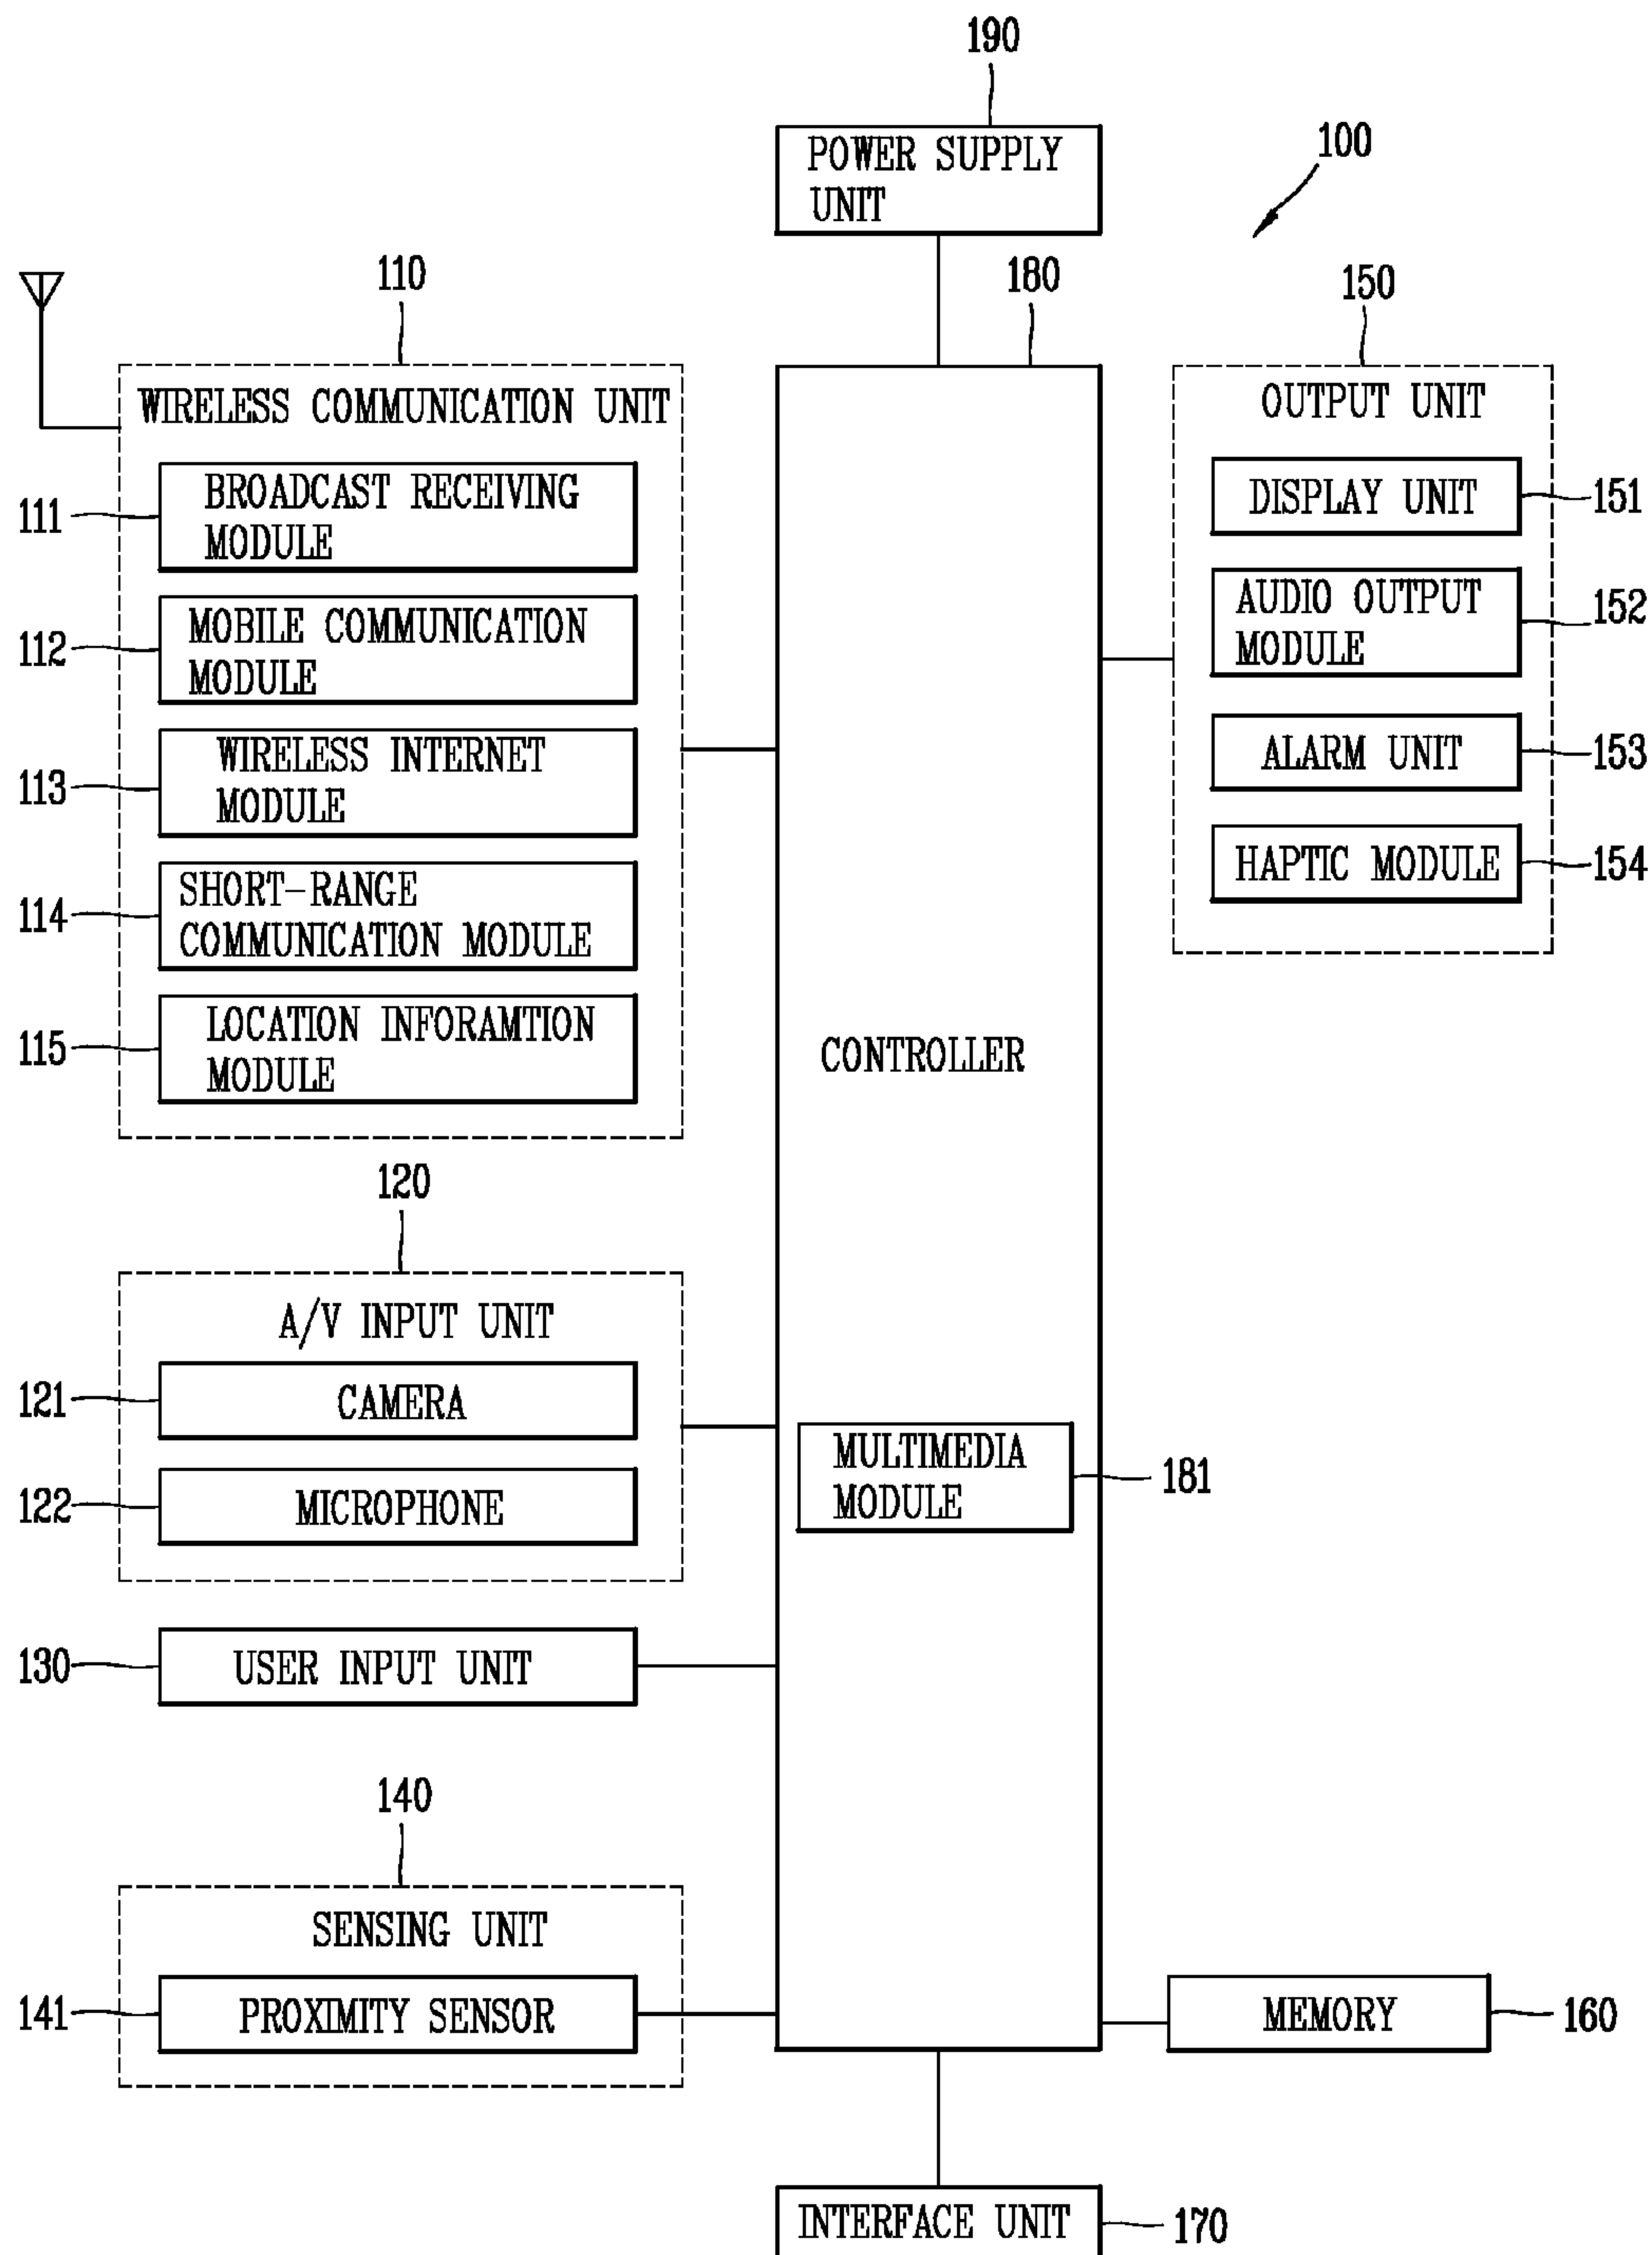 190
POWER SUPPLY
UNIT
100
110
180
150
WIRELESS COMMUNICATION UNIT
111
BROADCAST RECEIVING
MODULE
112
MOBILE COMMUNICATION
MODULE
113
WIRELESS INTERNET
MODULE
114
SHORT-RANGE
COMMUNICATION MODULE
115
LOCATION INFORAMTION
MODULE
OUTPUT UNIT
DISPLAY UNIT
151
AUDIO OUTPUT
MODULE
152
ALARM UNIT
153
HAPTIC MODULE
154
CONTROLLER
120
A/V INPUT UNIT
121
CAMERA
122
MICROPHONE
MULTIMEDIA
MODULE
181
130
USER INPUT UNIT
140
SENSING UNIT
141
PROXIMITY SENSOR
MEMORY
160
INTERFACE UNIT
170